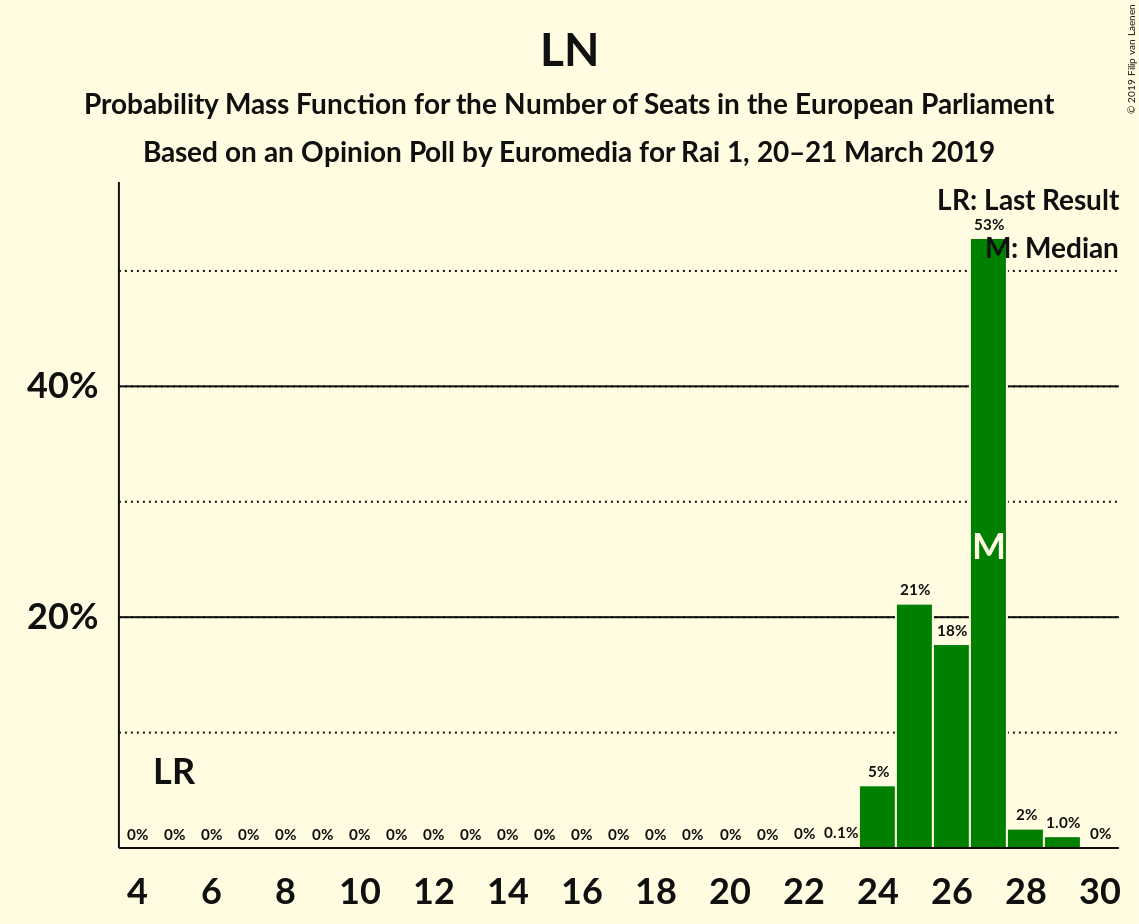 LN
Probability Mass Function for the Number of Seats in the European Parliament
Based on an Opinion Poll by Euromedia for Rai 1, 20–21 March 2019
© 2019 Filip van Laenen
LR: Last Result
53%
M: Median
40%
M
21%
20%
18%
LR
5%
0% 0% 0% 0% 0% 0% 0% 0% 0% 0% 0% 0% 0% 0% 0% 0% 0% 0% 0% 0.1% 2% 1.0% 0%
4 6 8 10 12 14 16 18 20 22 24 26 28 30